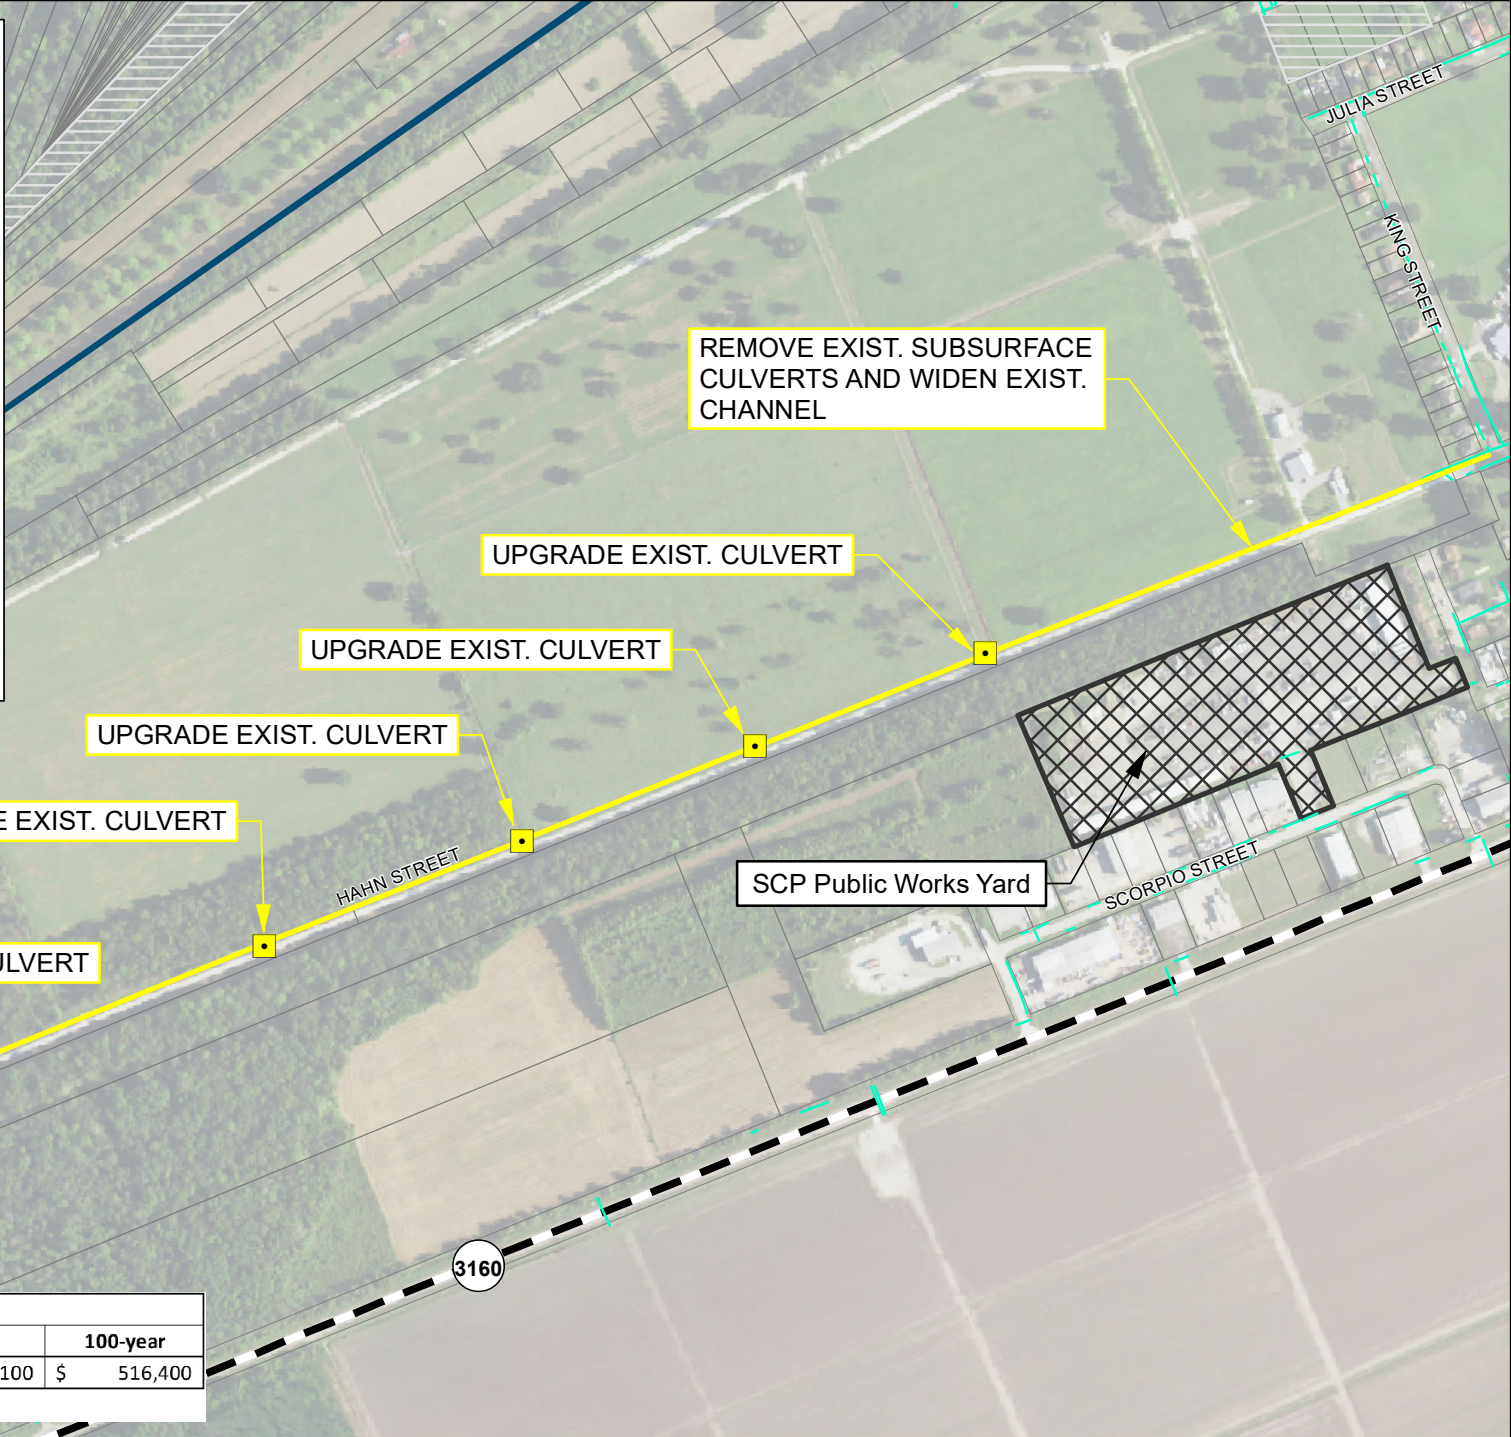 JULIA STREET
KING STREET
REMOVE EXIST. SUBSURFACE
CULVERTS AND WIDEN EXIST.
CHANNEL
UPGRADE EXIST. CULVERT
UPGRADE EXIST. CULVERT
UPGRADE EXIST. CULVERT
EXIST. CULVERT
HAHN STREET
SCP Public Works Yard
SCORPIO STREET
3160
100-year
100 $ 516,400